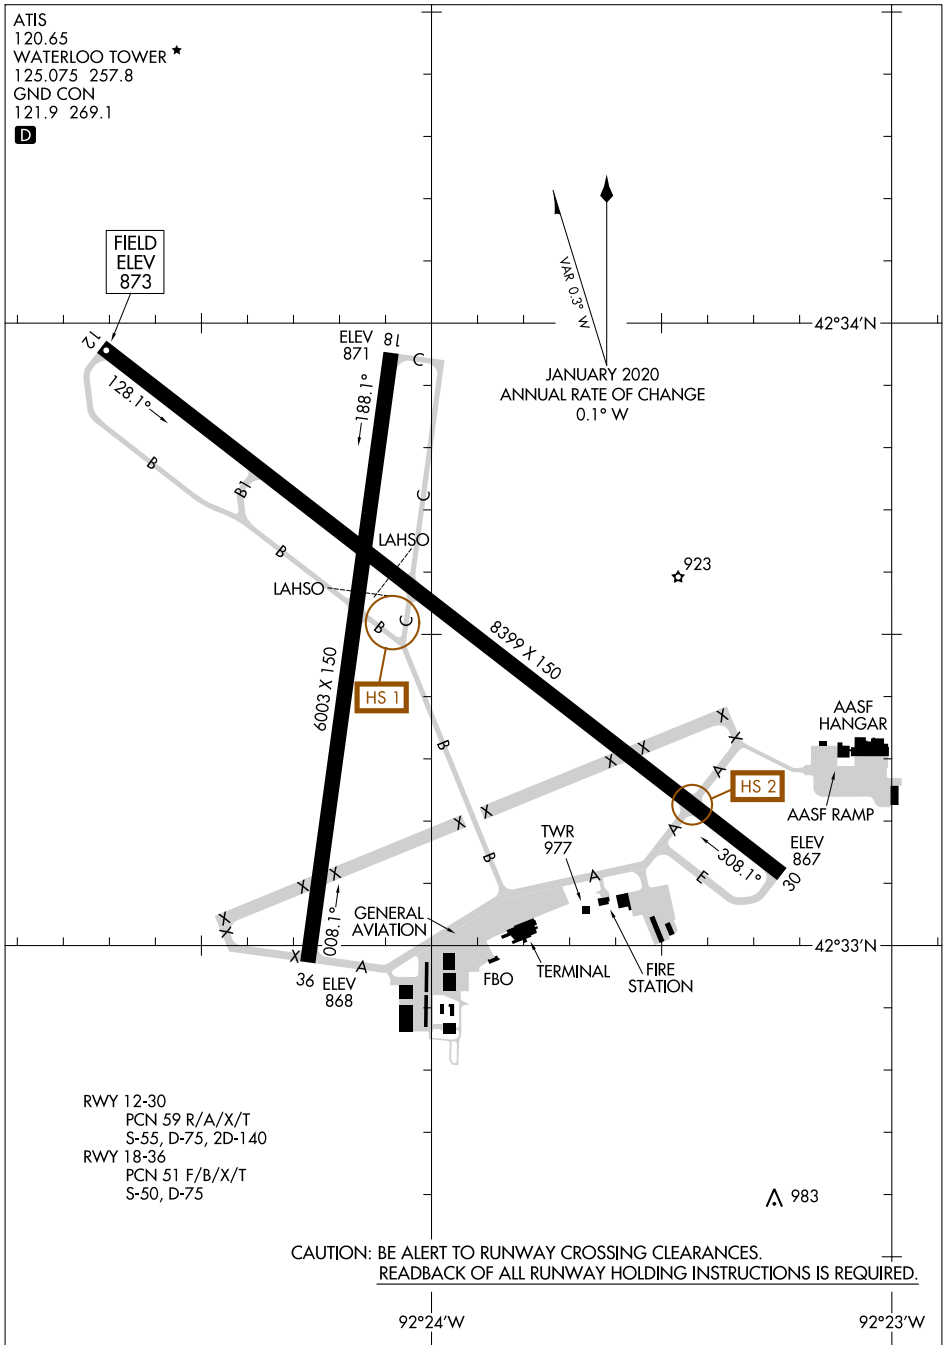 ATIS
120.65
WATERLOO TOWER ★
125.075 257.8
GND CON
121.9 269.1
D
FIELD
ELEV
873
VAR 0.3° W
JANUARY 2020
ANNUAL RATE OF CHANGE
0.1° W
42°34'N
12
128.1°
ELEV
871
18
C
188.1°
B
B1
C
B
LAHSO
LAHSO
923
B
C
HS 1
8399 X 150
6003 X 150
B
X
X
X
X
A
AASF
HANGAR
HS 2
AASF RAMP
X
X
A
TWR
977
308.1°
ELEV
867
30
B
A
E
X
X
X
X
008.1°
GENERAL
AVIATION
42°33'N
X
A
36
ELEV
868
FBO
TERMINAL
FIRE
STATION
RWY 12-30
PCN 59 R/A/X/T
S-55, D-75, 2D-140
RWY 18-36
PCN 51 F/B/X/T
S-50, D-75
983
CAUTION: BE ALERT TO RUNWAY CROSSING CLEARANCES.
READBACK OF ALL RUNWAY HOLDING INSTRUCTIONS IS REQUIRED.
92°24'W
92°23'W